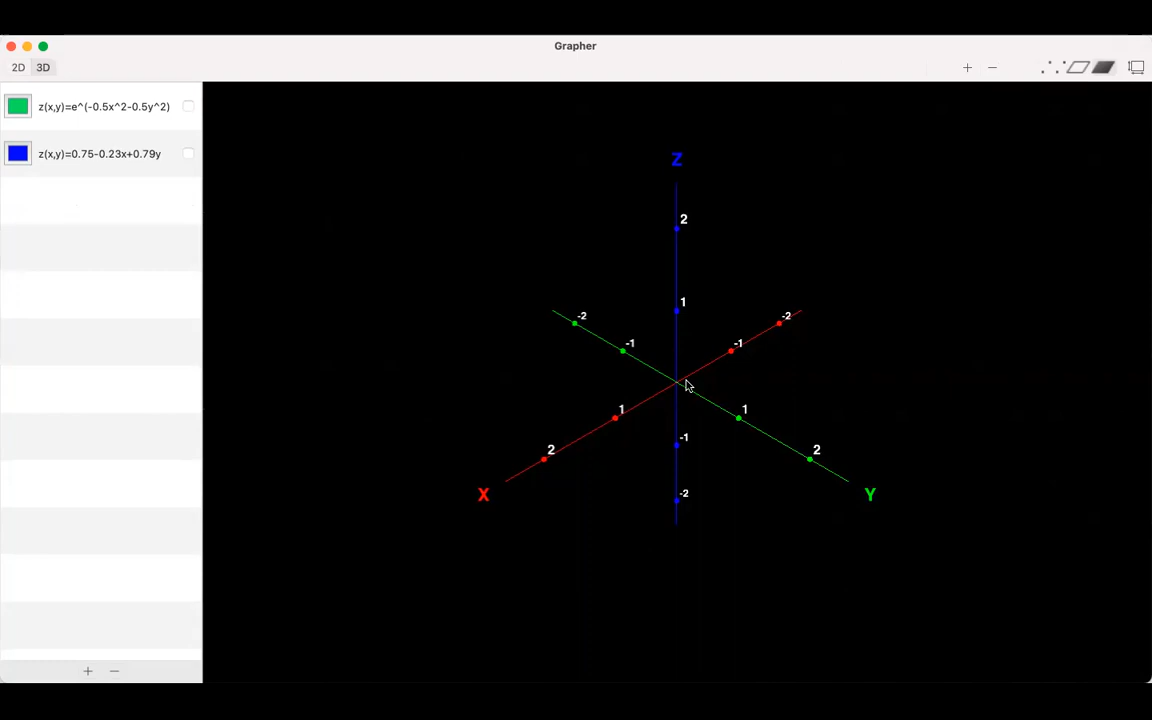 Grapher
2D 3D
+ −
z(x,y)=e^(-0.5x^2-0.5y^2)
z(x,y)=0.75-0.23x+0.79y
Z
2
1
-2 -2
-1 -1
1 1
-1
2 2
-2
X Y
+ −